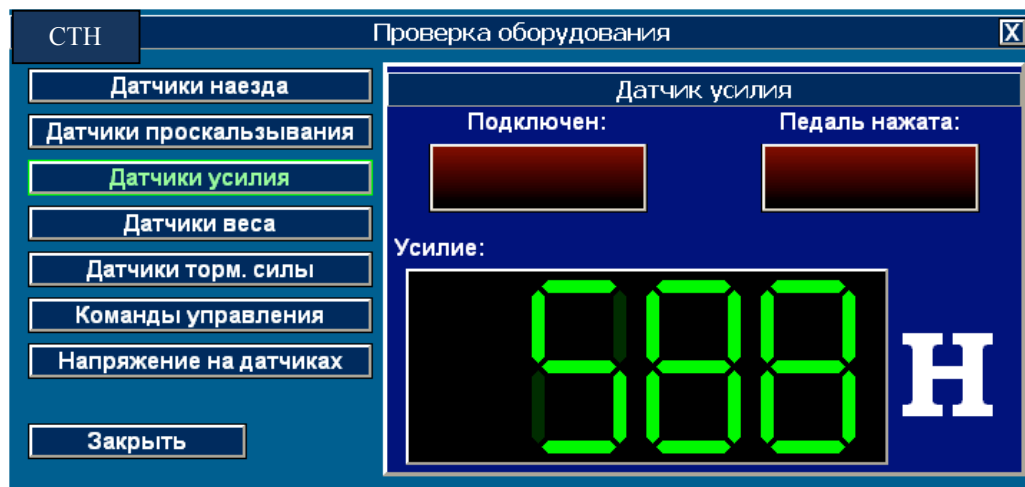 СТН
Проверка оборудования
X
Датчики наезда
Датчики проскальзывания
Датчики усилия
Датчики веса
Датчики торм. силы
Команды управления
Напряжение на датчиках
Закрыть
Датчик усилия
Подключен:
Педаль нажата:
Усилие:
588 Н